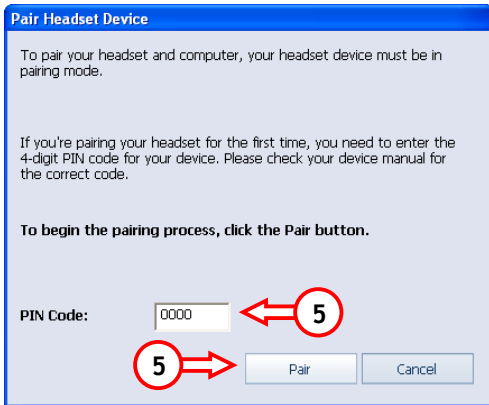 Pair Headset Device
To pair your headset and computer, your headset device must be in
pairing mode.
If you're pairing your headset for the first time, you need to enter the
4-digit PIN code for your device. Please check your device manual for
the correct code.
To begin the pairing process, click the Pair button.
PIN Code: 0000 5
5 Pair Cancel